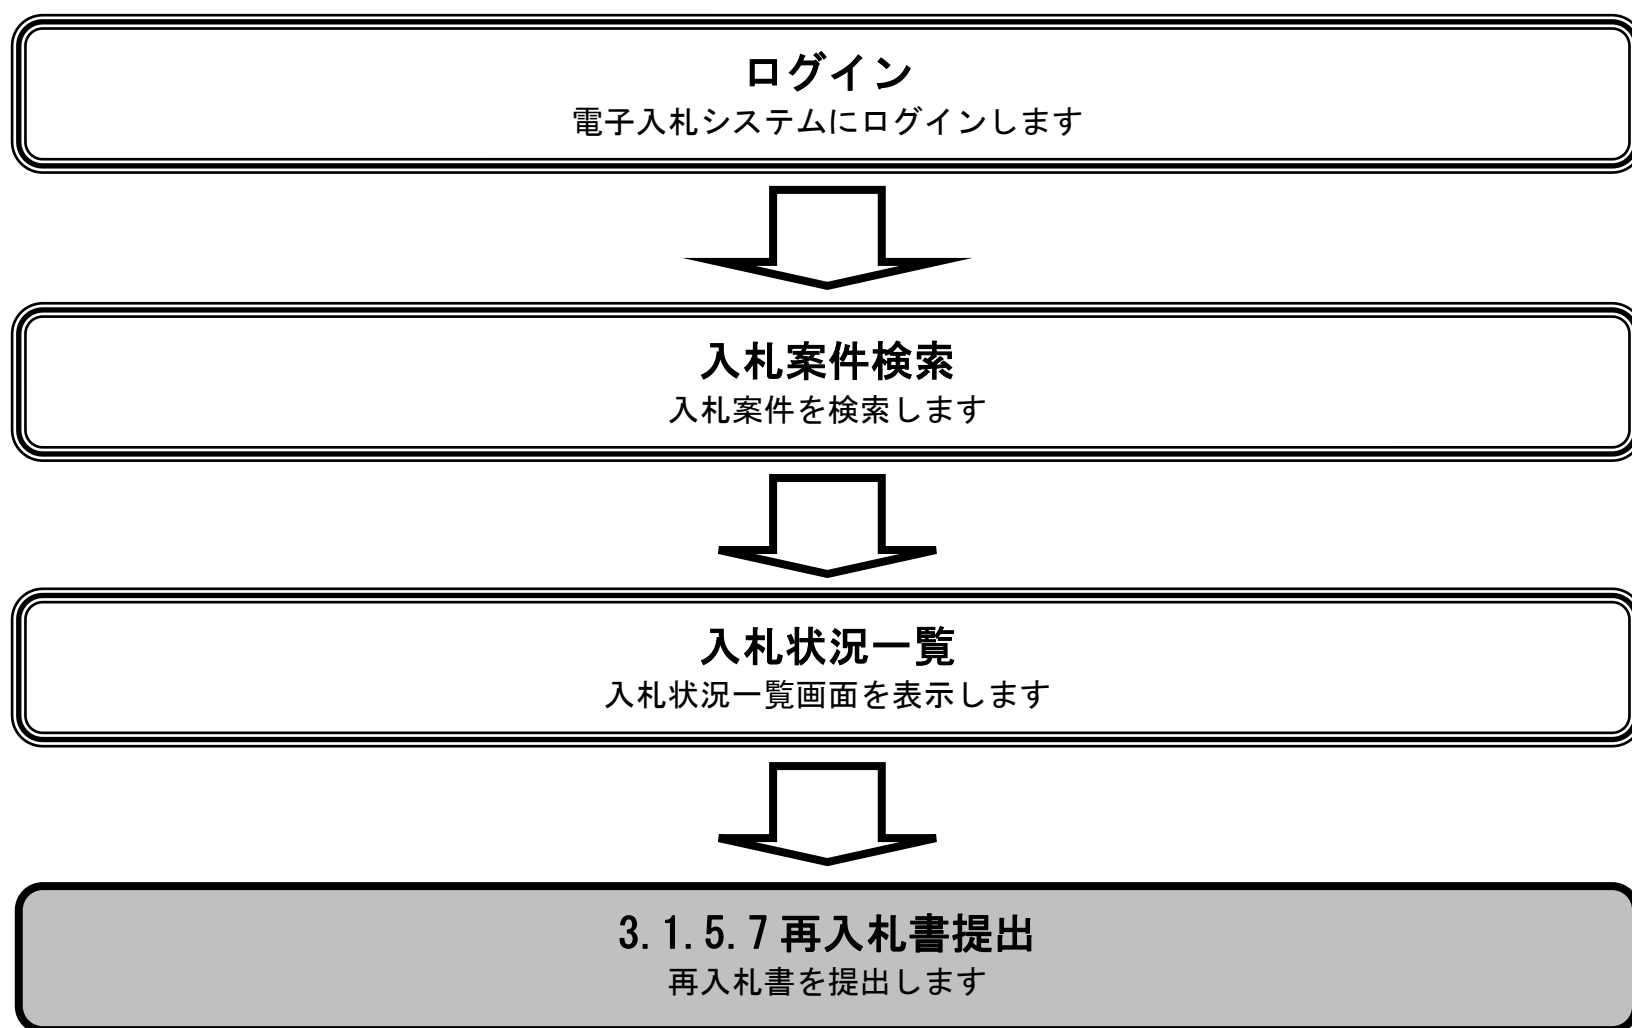 ログイン
電子入札システムにログインします
入札案件検索
入札案件を検索します
入札状況一覧
入札状況一覧画面を表示します
3.1.5.7 再入札書提出
再入札書を提出します